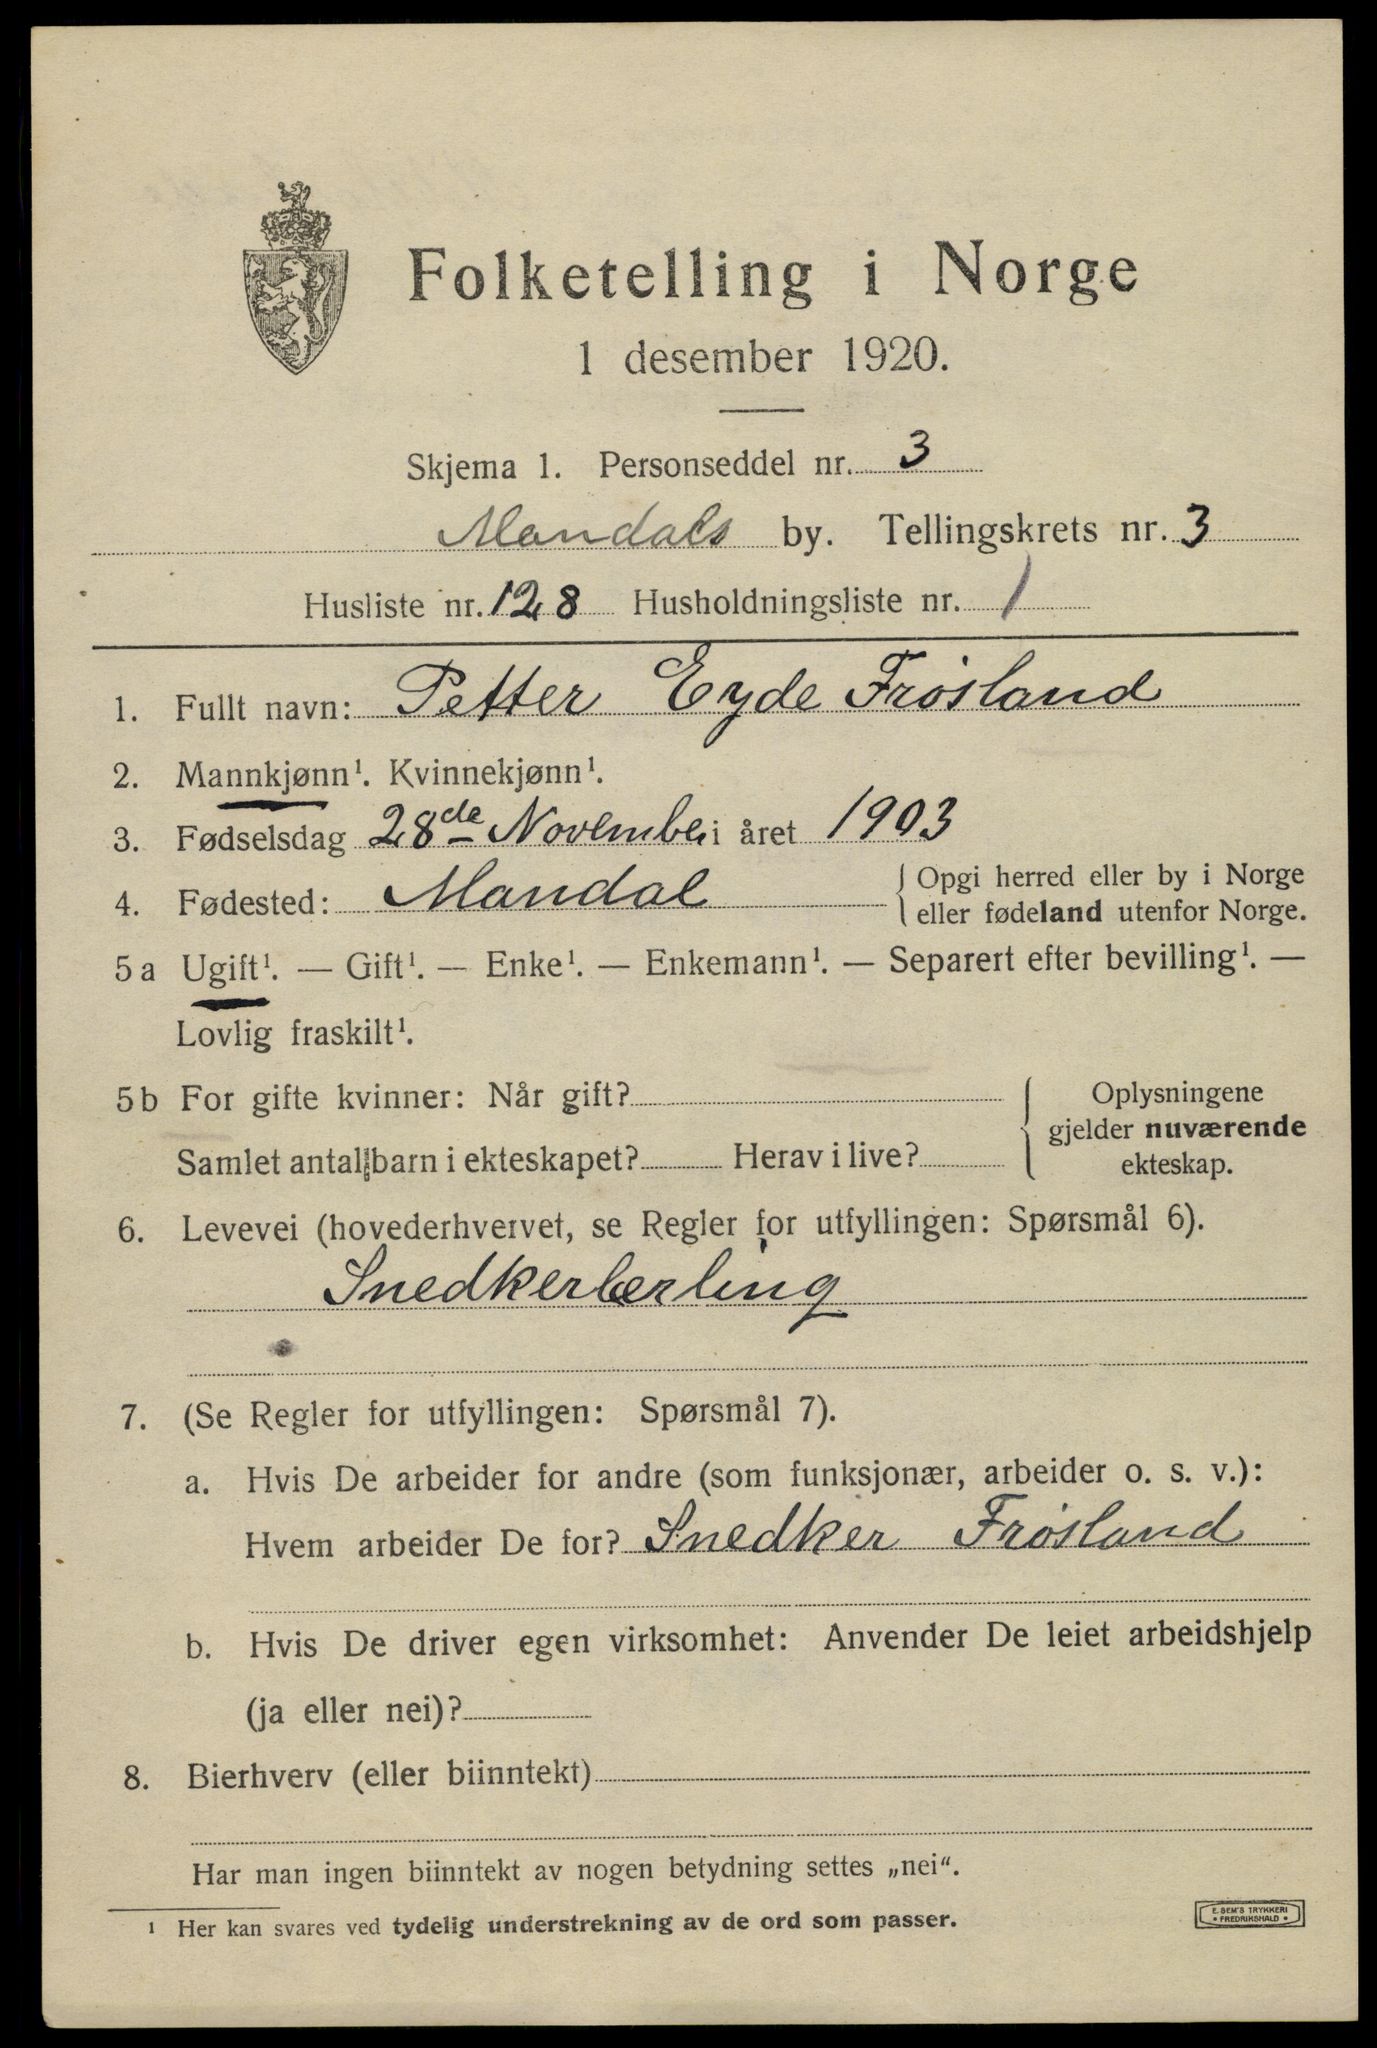 Folketelling i Norge
1 desember 1920.
Skjema 1. Personseddel nr. 3
Mandals by. Tellingskrets nr. 3
Husliste nr. 128 Husholdningsliste nr. 1
1. Fullt navn: Petter Eyde Frøsland
2. Mannkjønn¹. Kvinnekjønn¹.
3. Fødselsdag 28de Novembe i året 1903
4. Fødested: Mandal
Opgi herred eller by i Norge
eller fødeland utenfor Norge.
5 a Ugift¹. — Gift¹. — Enke¹. — Enkemann¹. — Separert efter bevilling¹. —
Lovlig fraskilt¹.
5 b For gifte kvinner: Når gift?
Samlet antal barn i ekteskapet? Herav i live?
Oplysningene
gjelder nuværende
ekteskap.
6. Levevei (hovederhvervet, se Regler for utfyllingen: Spørsmål 6).
Snedkerlærling
7. (Se Regler for utfyllingen: Spørsmål 7).
a. Hvis De arbeider for andre (som funksjonær, arbeider o. s. v.):
Hvem arbeider De for? Snedker Frøsland
b. Hvis De driver egen virksomhet: Anvender De leiet arbeidshjelp
(ja eller nei)?
8. Bierhverv (eller biinntekt)
Har man ingen biinntekt av nogen betydning settes „nei“.
¹ Her kan svares ved tydelig understrekning av de ord som passer.
E. SEM'S TRYKKERI
• FREDRIKSHALD •